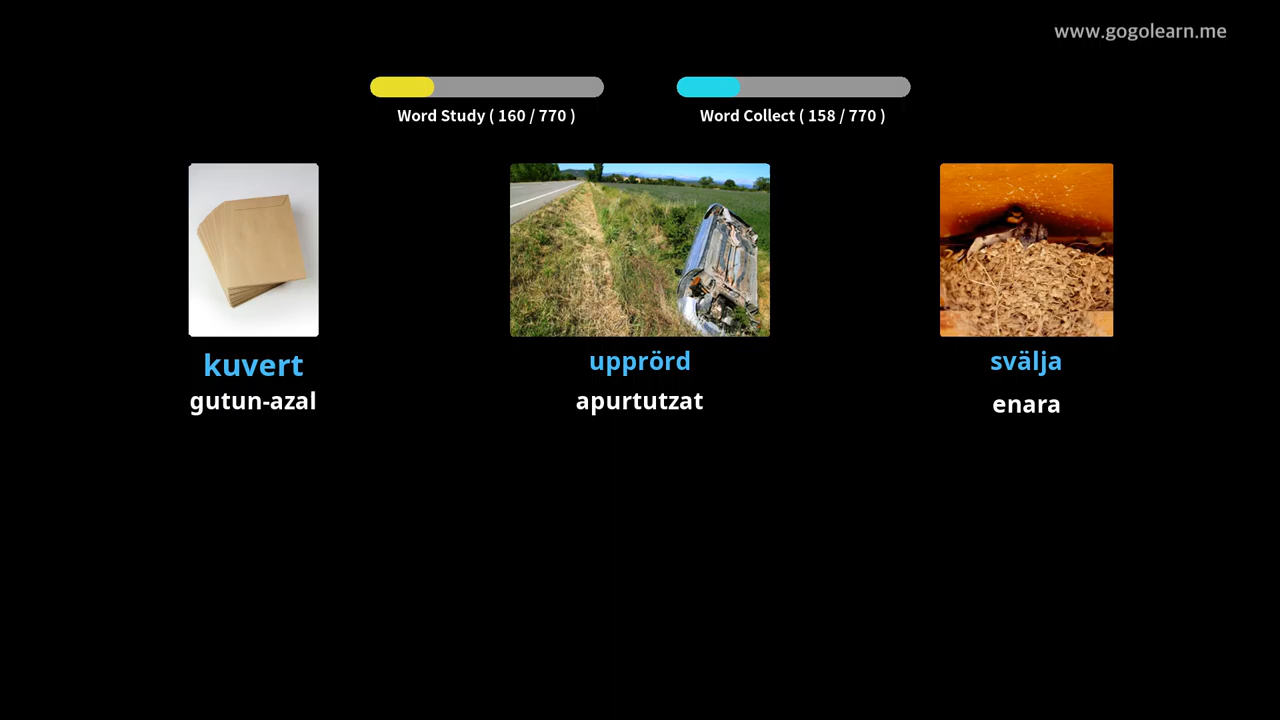 www.gogolearn.me
Word Study ( 160 / 770 )
Word Collect ( 158 / 770 )
kuvert
gutun-azal
upprörd
apurtutzat
svälja
enara